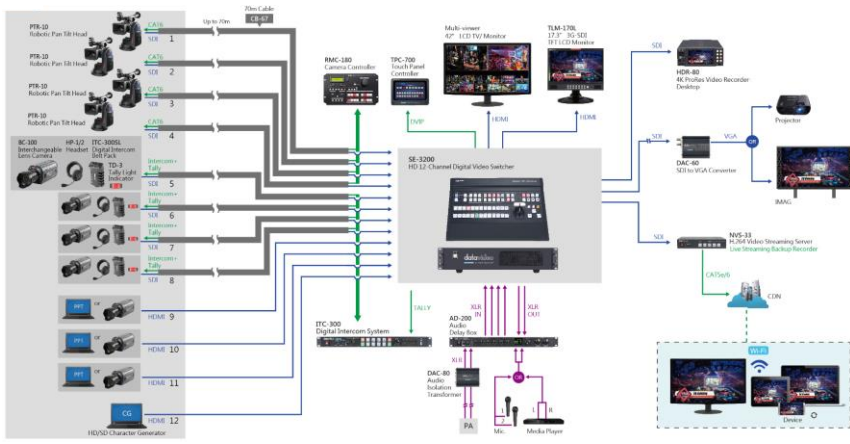 70m Cable
CB-67
Up to 70m
PTR-10
Robotic Pan Tilt Head
CAT6
SDI 1
PTR-10
Robotic Pan Tilt Head
CAT6
SDI 2
PTR-10
Robotic Pan Tilt Head
CAT6
SDI 3
PTR-10
Robotic Pan Tilt Head
CAT6
SDI 4
BC-100
Interchangeable
Lens Camera
HP-1/2
Headset
ITC-300SL
Digital Intercom
Belt Pack
TD-3
Tally Light
Indicator
Intercom+
Tally
SDI 5
Intercom+
Tally
SDI 6
Intercom+
Tally
SDI 7
Intercom+
Tally
SDI 8
PPT
or
HDMI 9
PPT
or
HDMI 10
PPT
or
HDMI 11
CG
HDMI 12
HD/SD Character Generator
RMC-180
Camera Controller
TPC-700
Touch Panel
Controller
Multi-viewer
42" LCD TV/ Monitor
TLM-170L
17.3" 3G-SDI
TFT LCD Monitor
DVIP
HDMI
HDMI
SE-3200
HD 12-Channel Digital Video Switcher
datavideo
TALLY
ITC-300
Digital Intercom System
XLR
IN
XLR
OUT
AD-200
Audio
Delay Box
XLR
DAC-80
Audio
Isolation
Transformer
PA
OR
1
2
Mic.
L
R
Media Player
SDI
HDR-80
4K ProRes Video Recorder
Desktop
SDI
DAC-60
SDI to VGA Converter
VGA
OR
Projector
IMAG
SDI
NVS-33
H.264 Video Streaming Server
Live Streaming Backup Recorder
CAT5e/6
CDN
Wi-Fi
Device